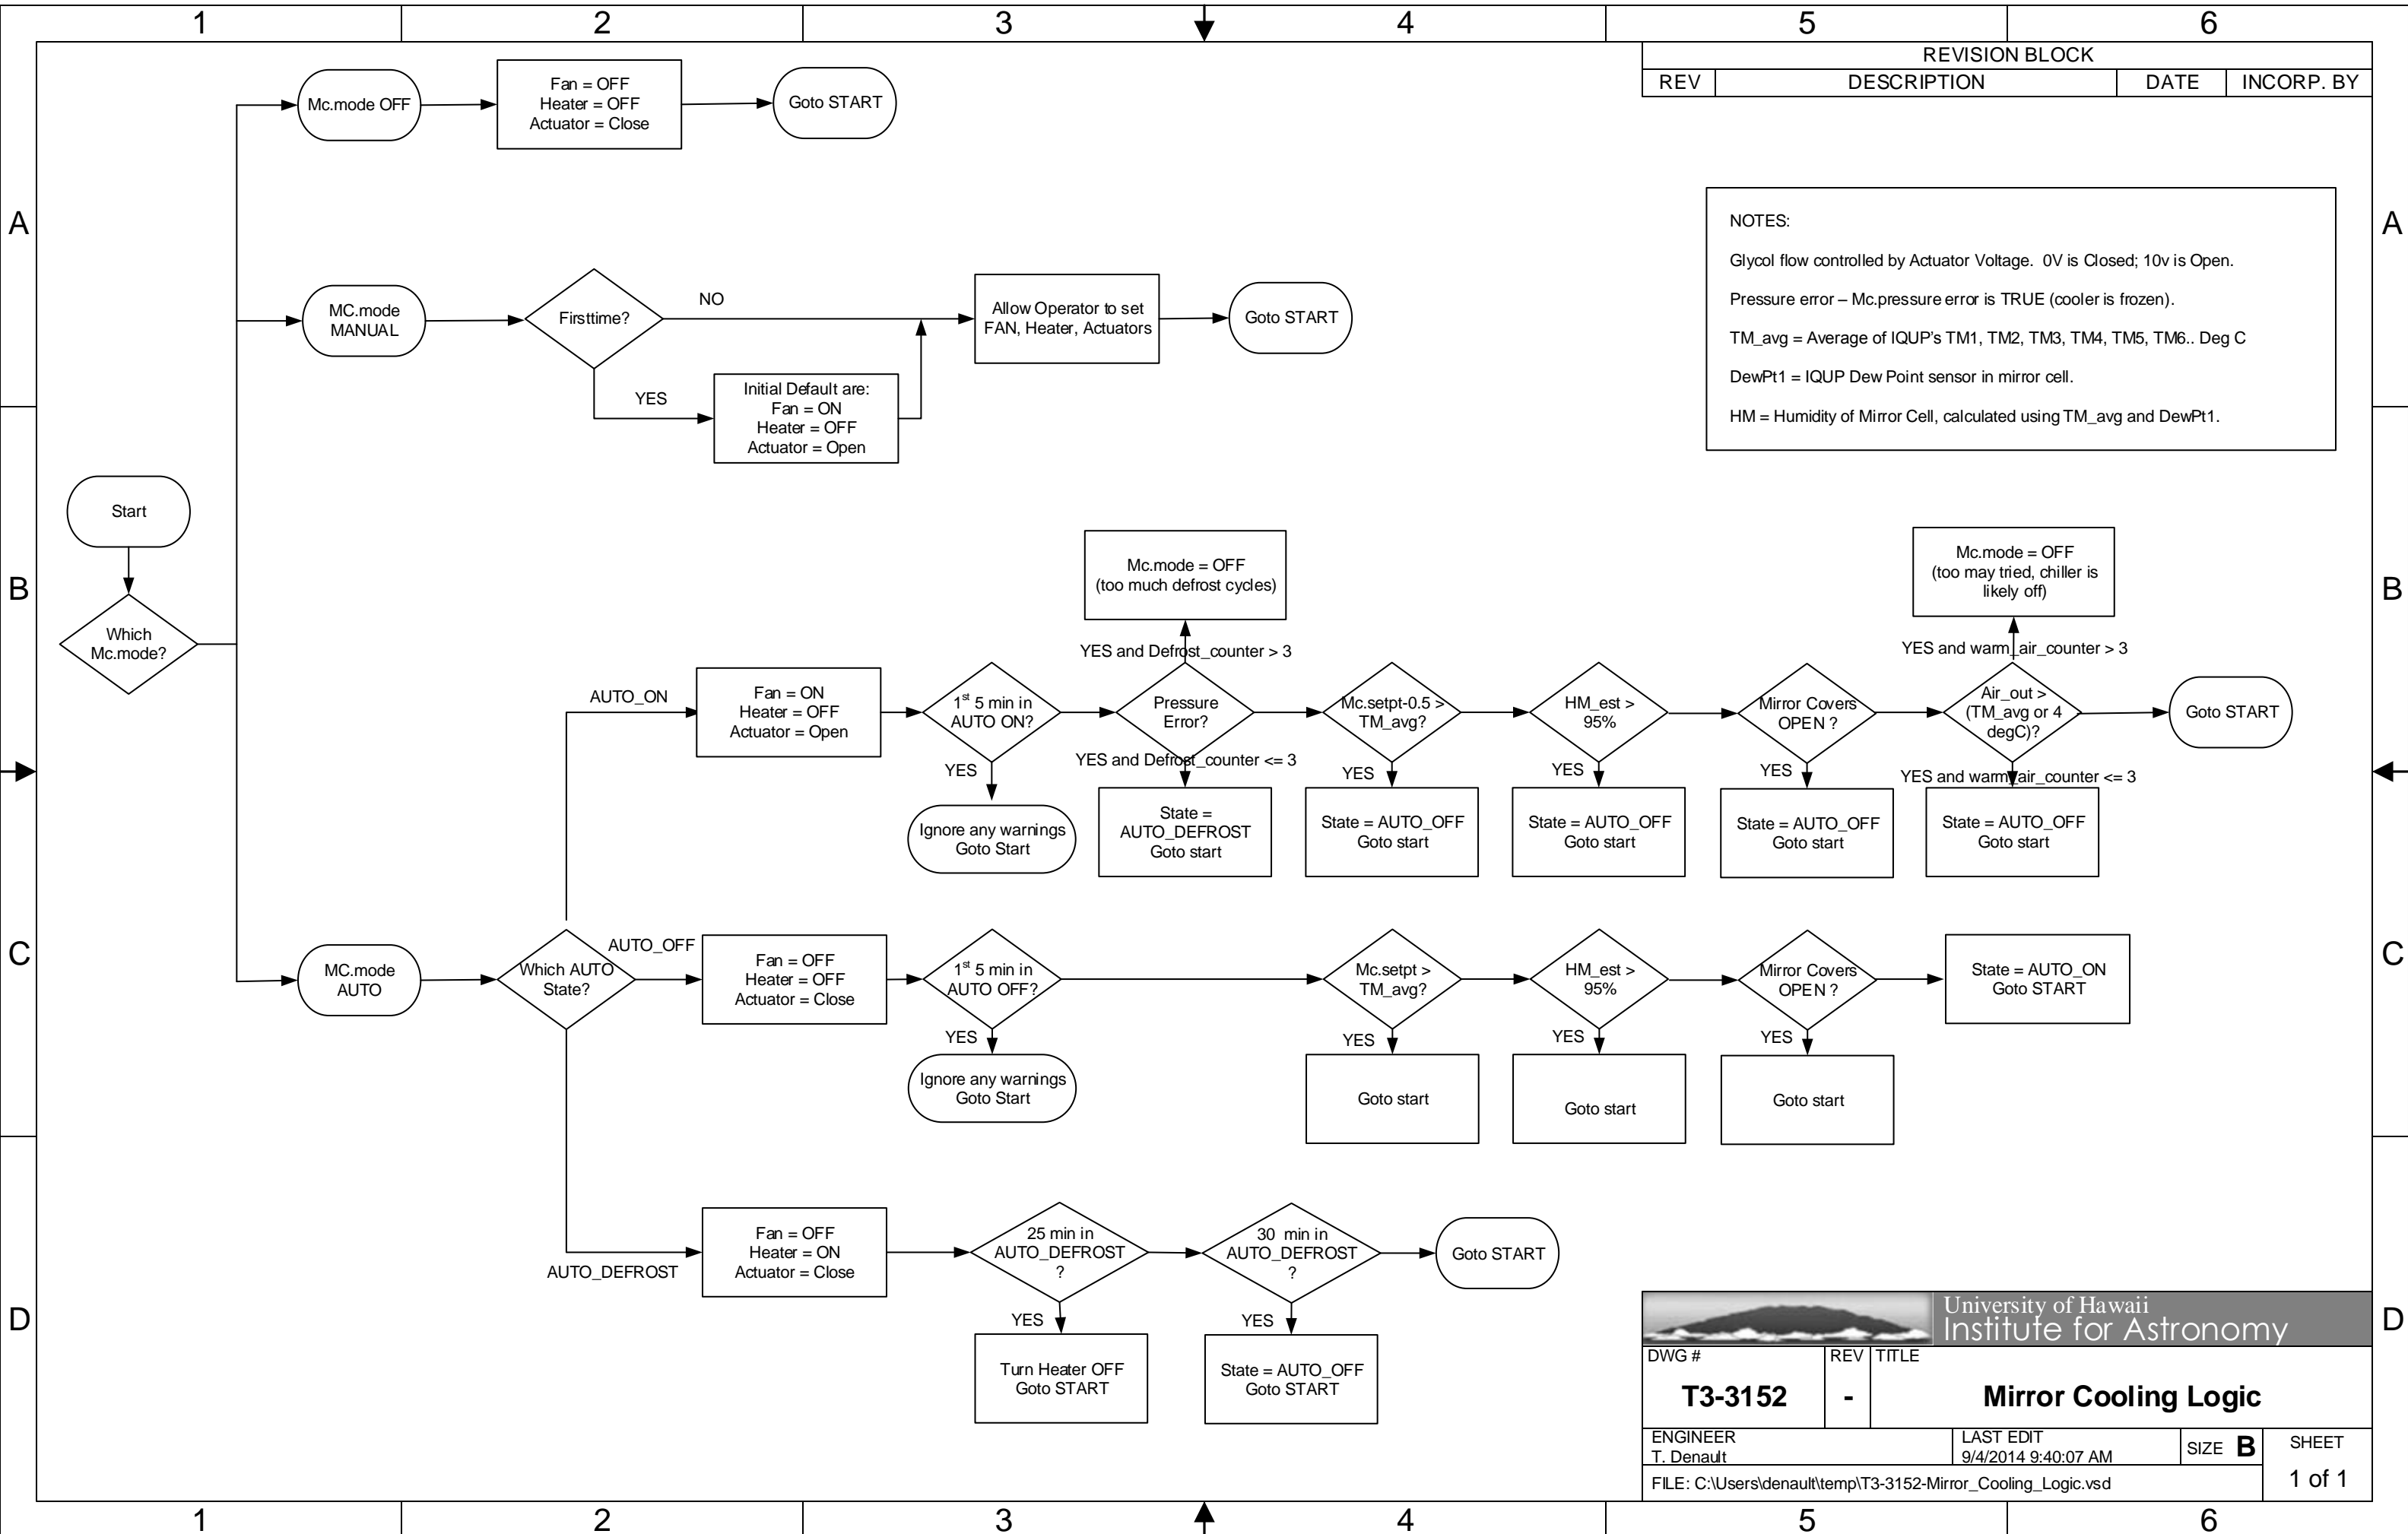 1
2
3
4
5
6
REVISION BLOCK
REV
DESCRIPTION
DATE
INCORP. BY
Mc.mode OFF
Fan = OFF
Heater = OFF
Actuator = Close
Goto START
A
A
NOTES:
Glycol flow controlled by Actuator Voltage. 0V is Closed; 10v is Open.
Pressure error – Mc.pressure error is TRUE (cooler is frozen).
TM_avg = Average of IQUP's TM1, TM2, TM3, TM4, TM5, TM6.. Deg C
DewPt1 = IQUP Dew Point sensor in mirror cell.
HM = Humidity of Mirror Cell, calculated using TM_avg and DewPt1.
MC.mode
MANUAL
Firsttime?
NO
YES
Initial Default are:
Fan = ON
Heater = OFF
Actuator = Open
Allow Operator to set
FAN, Heater, Actuators
Goto START
Start
Which
Mc.mode?
B
B
AUTO_ON
Fan = ON
Heater = OFF
Actuator = Open
1st 5 min in
AUTO ON?
YES
Ignore any warnings
Goto Start
Mc.mode = OFF
(too much defrost cycles)
YES and Defrost_counter > 3
Pressure
Error?
YES and Defrost_counter <= 3
State =
AUTO_DEFROST
Goto start
Mc.setpt-0.5 >
TM_avg?
YES
State = AUTO_OFF
Goto start
HM_est >
95%
YES
State = AUTO_OFF
Goto start
Mirror Covers
OPEN ?
YES
State = AUTO_OFF
Goto start
Mc.mode = OFF
(too may tried, chiller is
likely off)
YES and warm_air_counter > 3
Air_out >
(TM_avg or 4
degC)?
YES and warm_air_counter <= 3
State = AUTO_OFF
Goto start
Goto START
C
C
MC.mode
AUTO
Which AUTO
State?
AUTO_OFF
Fan = OFF
Heater = OFF
Actuator = Close
1st 5 min in
AUTO OFF?
YES
Ignore any warnings
Goto Start
Mc.setpt >
TM_avg?
YES
Goto start
HM_est >
95%
YES
Goto start
Mirror Covers
OPEN ?
YES
Goto start
State = AUTO_ON
Goto START
AUTO_DEFROST
Fan = OFF
Heater = ON
Actuator = Close
25 min in
AUTO_DEFROST
?
YES
Turn Heater OFF
Goto START
30 min in
AUTO_DEFROST
?
YES
State = AUTO_OFF
Goto START
Goto START
D
D
University of Hawaii
Institute for Astronomy
DWG #
T3-3152
REV
-
TITLE
Mirror Cooling Logic
ENGINEER
T. Denault
LAST EDIT
9/4/2014 9:40:07 AM
SIZE B
SHEET
1 of 1
FILE: C:\Users\denault\temp\T3-3152-Mirror_Cooling_Logic.vsd
1
2
3
4
5
6